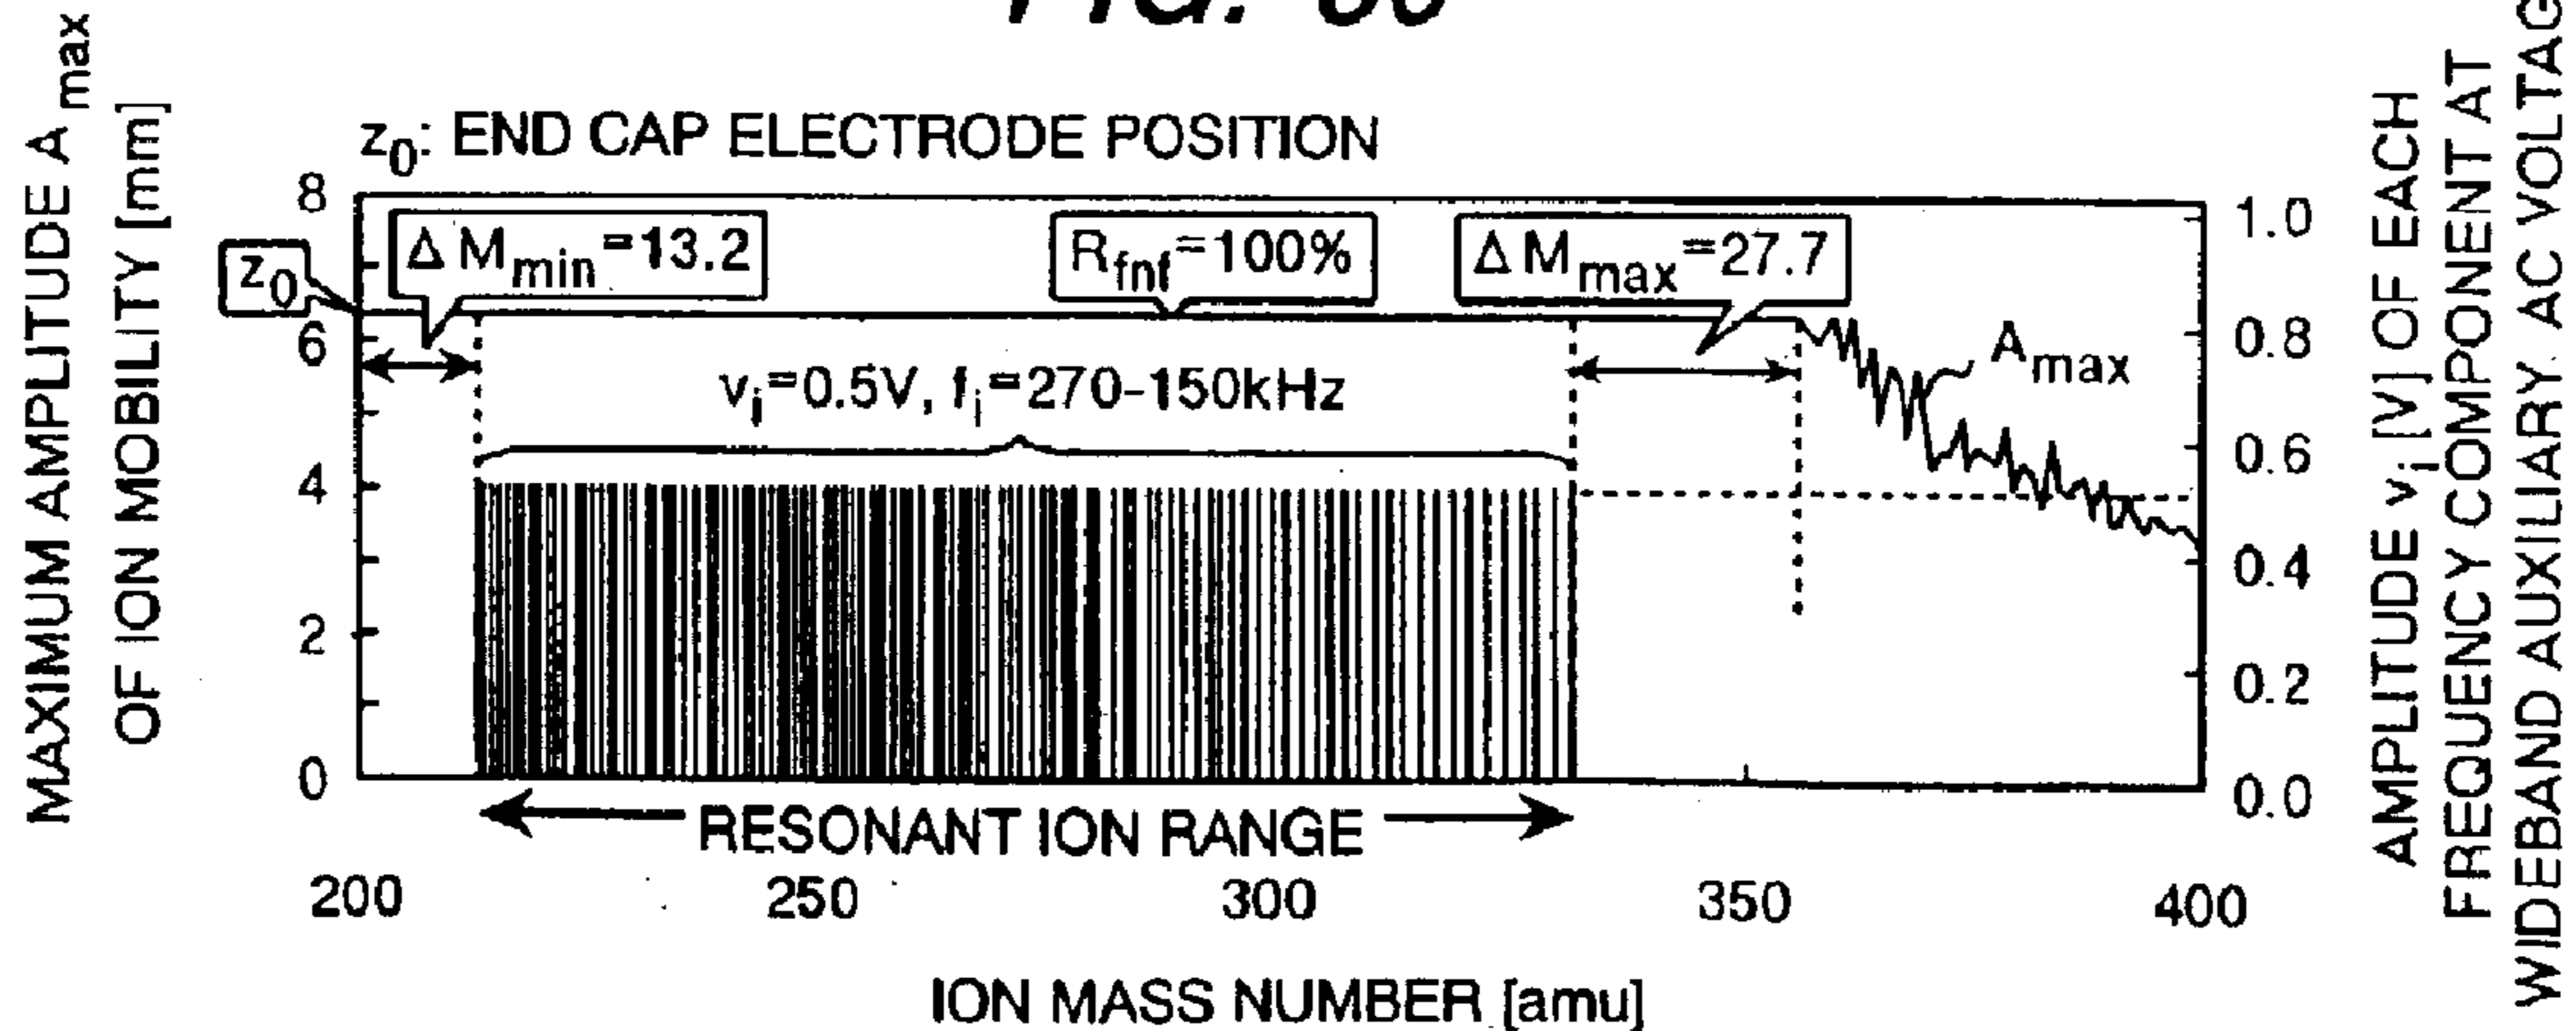 MAXIMUM AMPLITUDE A max
OF ION MOBILITY [mm]
z0: END CAP ELECTRODE POSITION
8
6
4
2
0
z0
Δ Mmin=13.2
Rfnf=100%
Δ Mmax=27.7
vi=0.5V, fi=270-150kHz
Amax
1.0
0.8
0.6
0.4
0.2
0.0
RESONANT ION RANGE
200 250 300 350 400
ION MASS NUMBER [amu]
AMPLITUDE vi [V] OF EACH
FREQUENCY COMPONENT AT
WIDEBAND AUXILIARY. AC VOLTAG